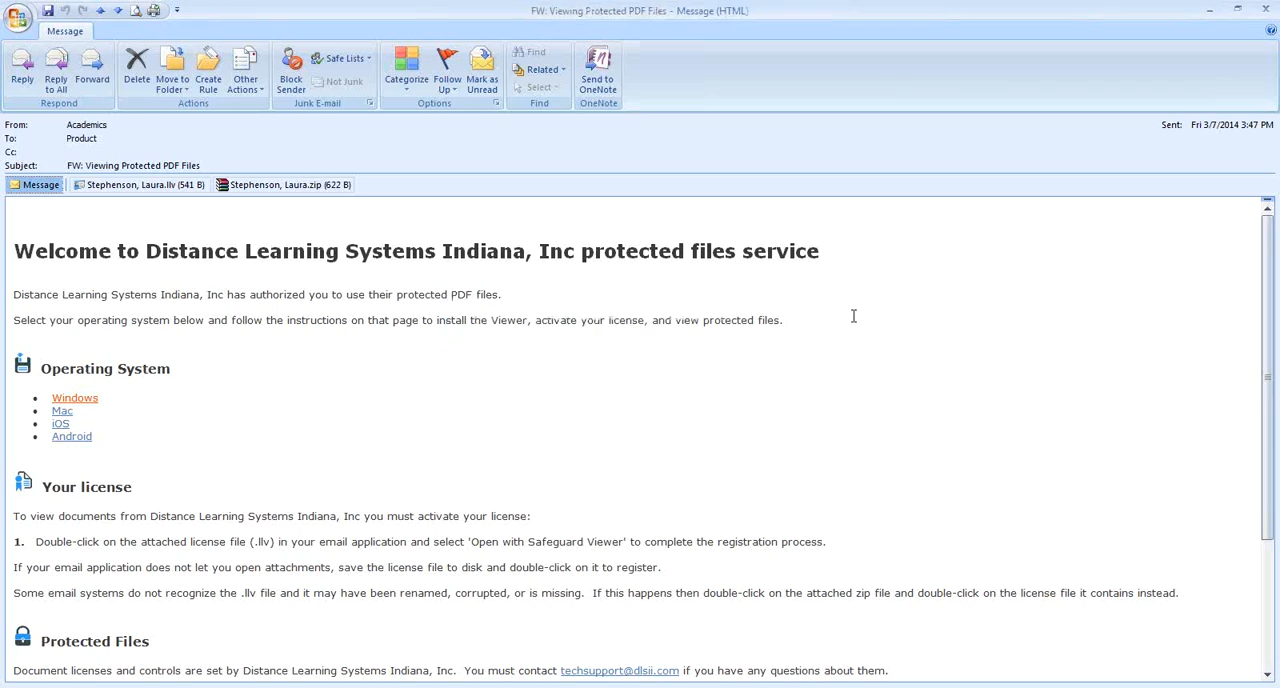 FW: Viewing Protected PDF Files - Message (HTML)
Message
Reply
Reply to All
Forward
Respond
Delete
Move to Folder
Create Rule
Other Actions
Actions
Block Sender
Safe Lists
Not Junk
Junk E-mail
Categorize
Follow Up
Mark as Unread
Options
Find
Related
Select
Find
Send to OneNote
OneNote
From: Academics
Sent: Fri 3/7/2014 3:47 PM
To: Product
Cc:
Subject: FW: Viewing Protected PDF Files
Message Stephenson, Laura.llv (541 B) Stephenson, Laura.zip (622 B)
Welcome to Distance Learning Systems Indiana, Inc protected files service
Distance Learning Systems Indiana, Inc has authorized you to use their protected PDF files.
Select your operating system below and follow the instructions on that page to install the Viewer, activate your license, and view protected files.
Operating System
• Windows
• Mac
• iOS
• Android
Your license
To view documents from Distance Learning Systems Indiana, Inc you must activate your license:
1. Double-click on the attached license file (.llv) in your email application and select 'Open with Safeguard Viewer' to complete the registration process.
If your email application does not let you open attachments, save the license file to disk and double-click on it to register.
Some email systems do not recognize the .llv file and it may have been renamed, corrupted, or is missing. If this happens then double-click on the attached zip file and double-click on the license file it contains instead.
Protected Files
Document licenses and controls are set by Distance Learning Systems Indiana, Inc. You must contact techsupport@dlsii.com if you have any questions about them.